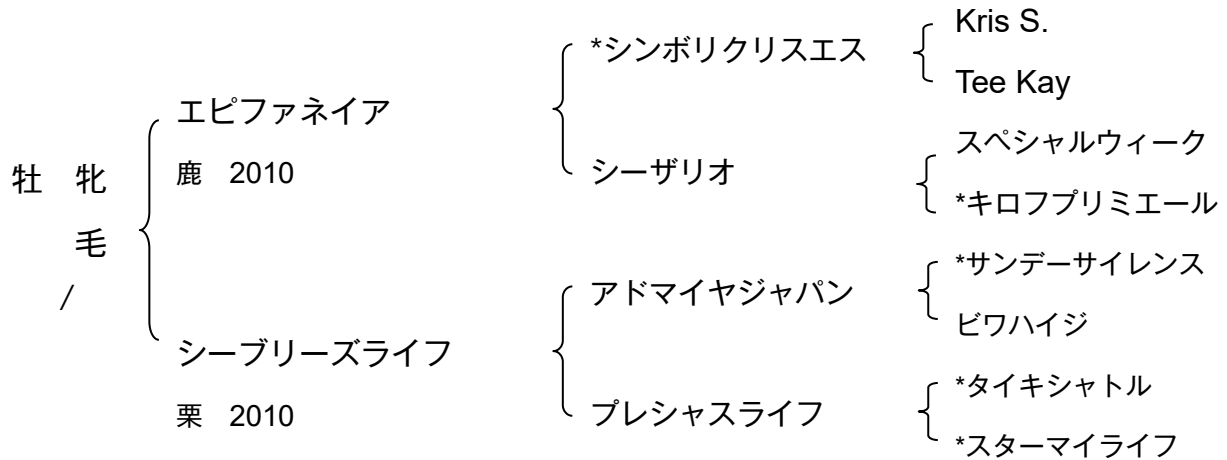 牡 牝
毛
/
エピファネイア
鹿 2010
シーブリーズライフ
栗 2010
*シンボリクリスエス
シーザリオ
アドマイヤジャパン
プレシャスライフ
Kris S.
Tee Kay
スペシャルウィーク
*キロフプリミエール
*サンデーサイレンス
ビワハイジ
*タイキシャトル
*スターマイライフ